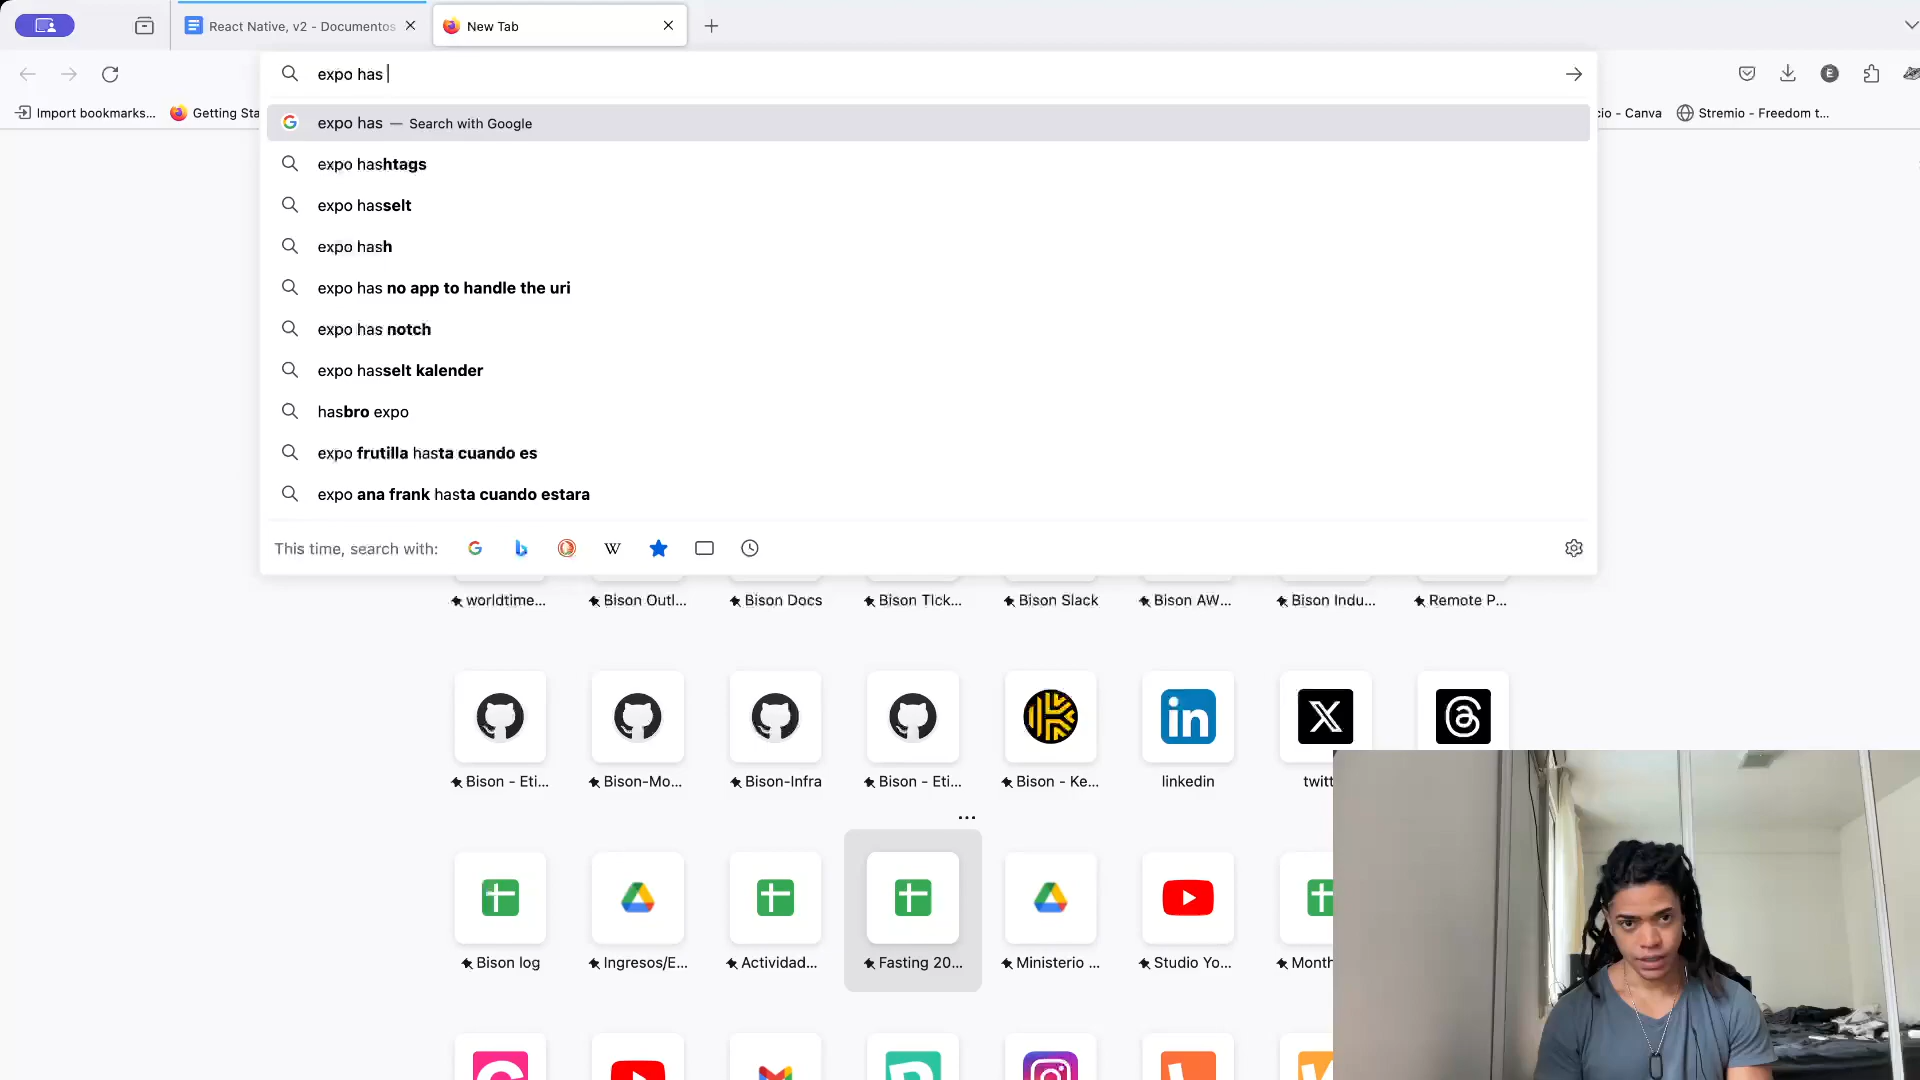 React Native, v2 - Documentos
New Tab
expo has
Import bookmarks...
Getting Sta
cio - Canva
Stremio - Freedom t...
expo has — Search with Google
expo hashtags
expo hasselt
expo hash
expo has no app to handle the uri
expo has notch
expo hasselt kalender
hasbro expo
expo frutilla hasta cuando es
expo ana frank hasta cuando estara
This time, search with:
worldtime...
Bison Outl...
Bison Docs
Bison Tick...
Bison Slack
Bison AW...
Bison Indu...
Remote P...
Bison - Eti...
Bison-Mo...
Bison-Infra
Bison - Eti...
Bison - Ke...
linkedin
twitt
Bison log
Ingresos/E...
Actividad...
Fasting 20...
Ministerio ...
Studio Yo...
Month